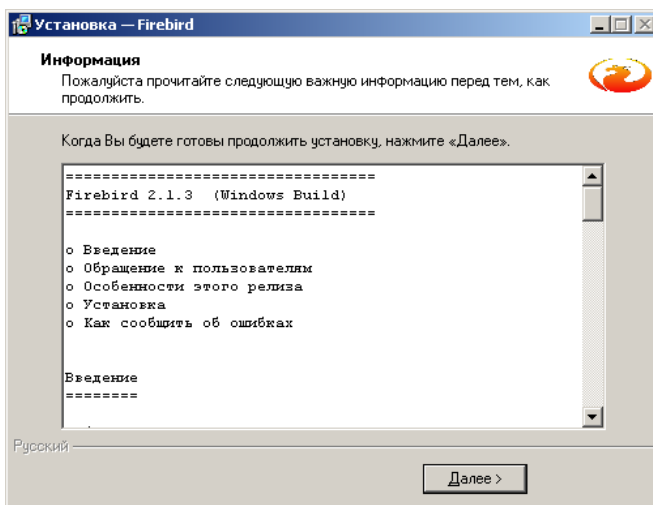 Установка — Firebird
Информация
Пожалуйста прочитайте следующую важную информацию перед тем, как
продолжить.
Когда Вы будете готовы продолжить установку, нажмите «Далее».
==================================
Firebird 2.1.3 (Windows Build)
==================================
o Введение
o Обращение к пользователям
o Особенности этого релиза
o Установка
o Как сообщить об ошибках
Введение
========
Русский
Далее >